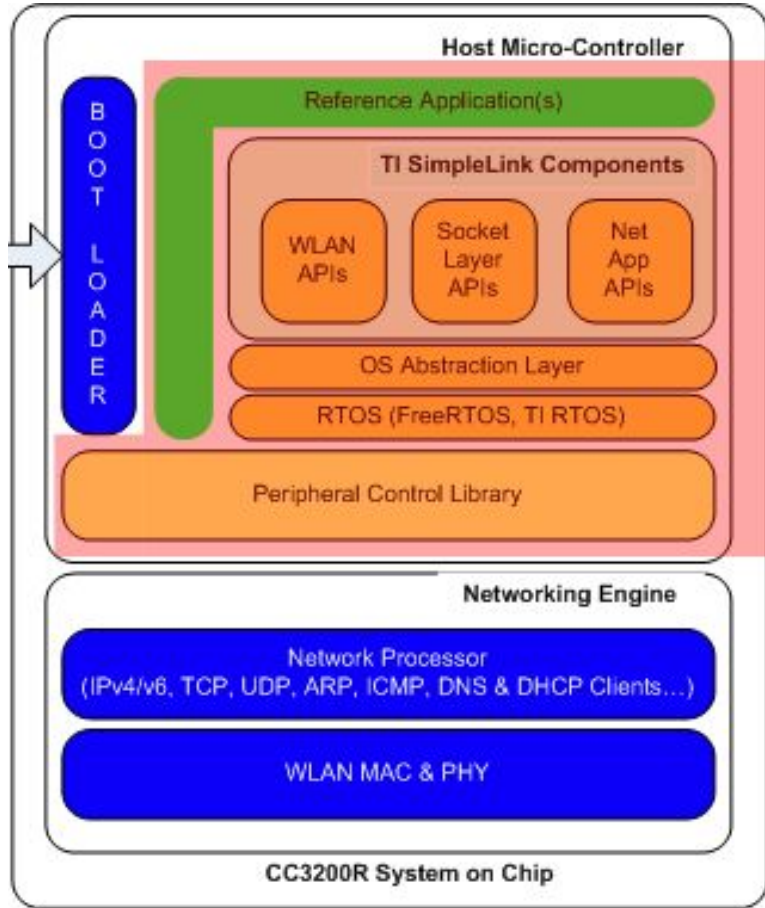 Host Micro-Controller
BOOT LOADER
Reference Application(s)
TI SimpleLink Components
WLAN
APIs
Socket
Layer
APIs
Net
App
APIs
OS Abstraction Layer
RTOS (FreeRTOS, TI RTOS)
Peripheral Control Library
Networking Engine
Network Processor
(IPv4/v6, TCP, UDP, ARP, ICMP, DNS & DHCP Clients…)
WLAN MAC & PHY
CC3200R System on Chip